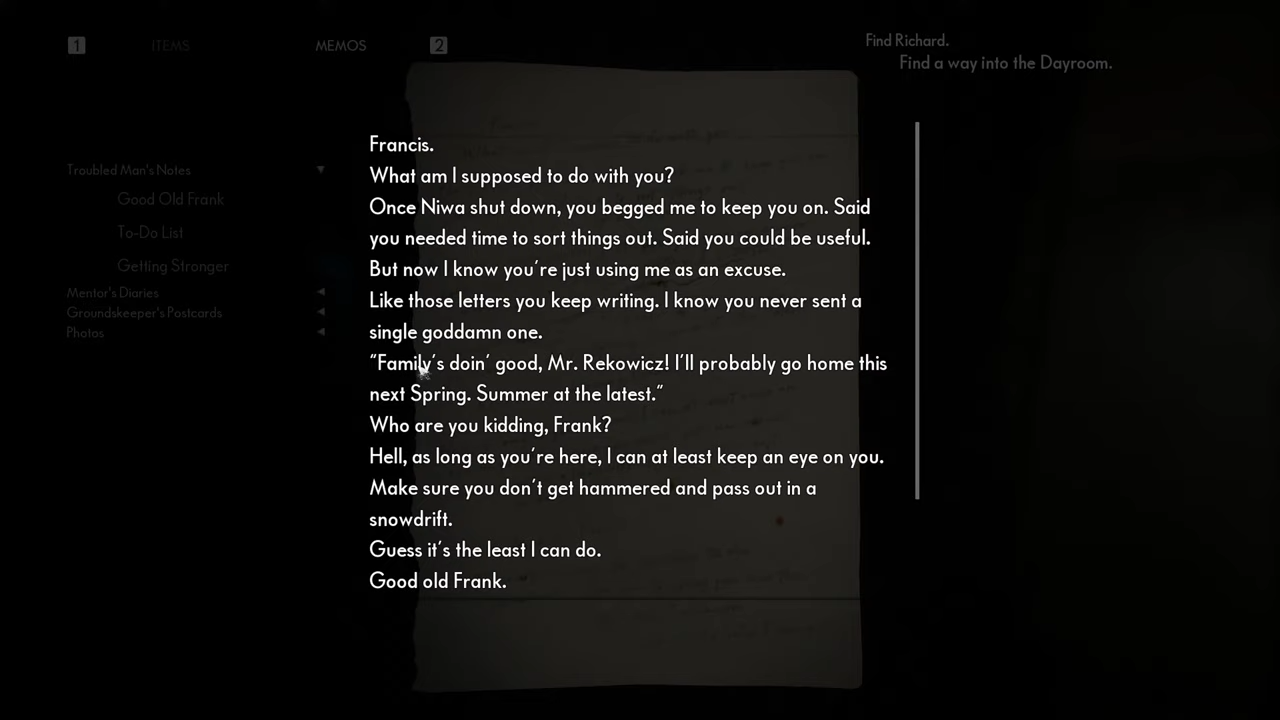 1 ITEMS MEMOS 2
Find Richard.
Find a way into the Dayroom.
Troubled Man's Notes
Good Old Frank
To-Do List
Getting Stronger
Mentor's Diaries
Groundskeeper's Postcards
Photos
Francis.
What am I supposed to do with you?
Once Niwa shut down, you begged me to keep you on. Said
you needed time to sort things out. Said you could be useful.
But now I know you're just using me as an excuse.
Like those letters you keep writing. I know you never sent a
single goddamn one.
"Family's doin' good, Mr. Rekowicz! I'll probably go home this
next Spring. Summer at the latest."
Who are you kidding, Frank?
Hell, as long as you're here, I can at least keep an eye on you.
Make sure you don't get hammered and pass out in a
snowdrift.
Guess it's the least I can do.
Good old Frank.